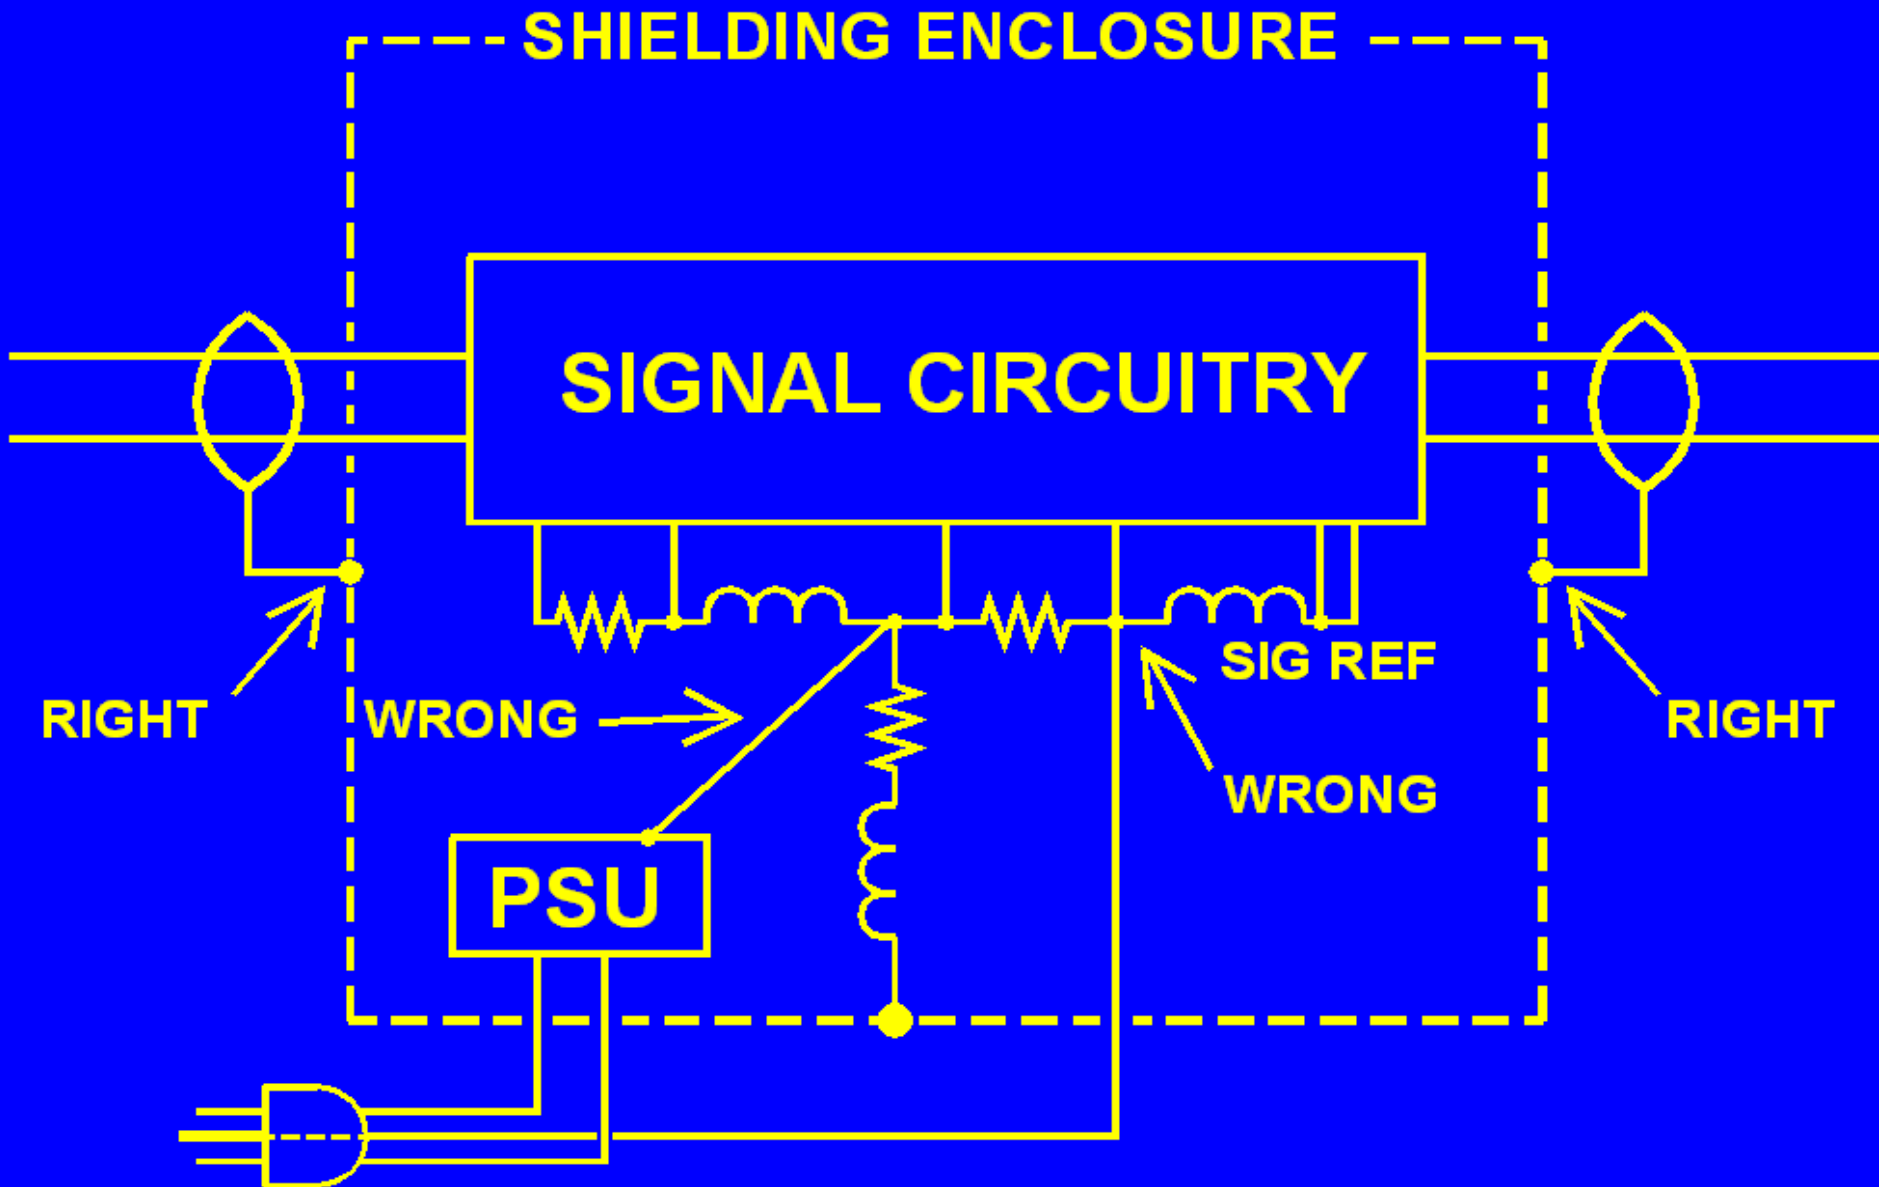 SHIELDING ENCLOSURE
SIGNAL CIRCUITRY
SIG REF
RIGHT
WRONG
RIGHT
WRONG
PSU